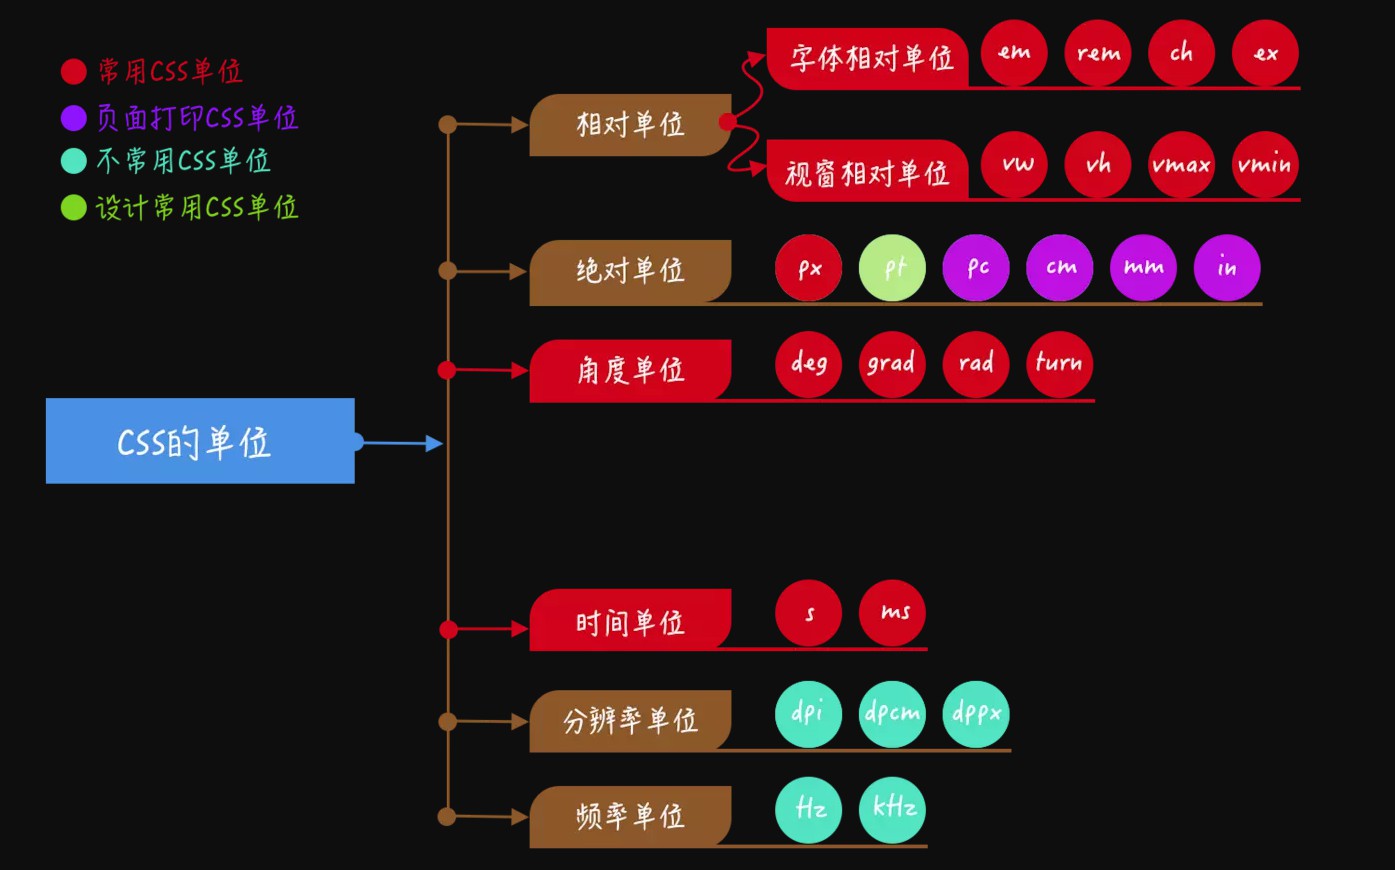 常用CSS单位
页面打印CSS单位
不常用CSS单位
设计常用CSS单位
CSS的单位
相对单位
字体相对单位 em rem ch ex
视窗相对单位 vw vh vmax vmin
绝对单位 px pt pc cm mm in
角度单位 deg grad rad turn
时间单位 s ms
分辨率单位 dpi dpcm dppx
频率单位 Hz kHz